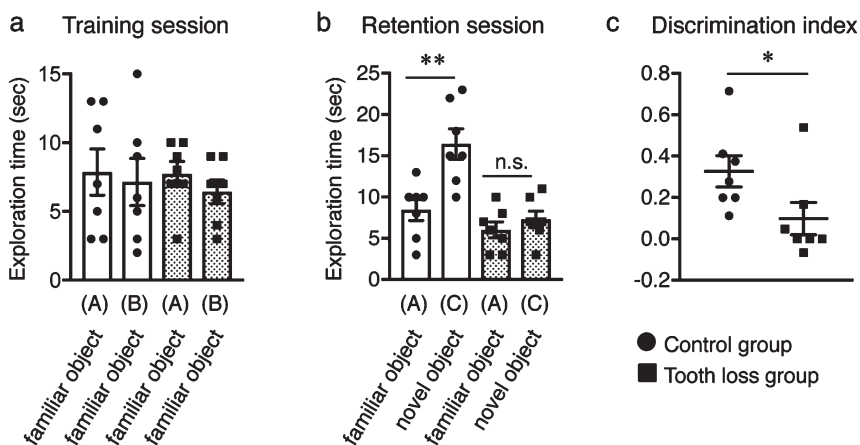 a Training session
Exploration time (sec)
15
10
5
0
(A) (B) (A) (B)
familiar object
familiar object
familiar object
familiar object
b Retention session
Exploration time (sec)
25
20
15
10
5
0
**
n.s.
(A) (C) (A) (C)
familiar object
novel object
familiar object
novel object
c Discrimination index
0.8
0.6
0.4
0.2
0.0
-0.2
*
Control group
Tooth loss group